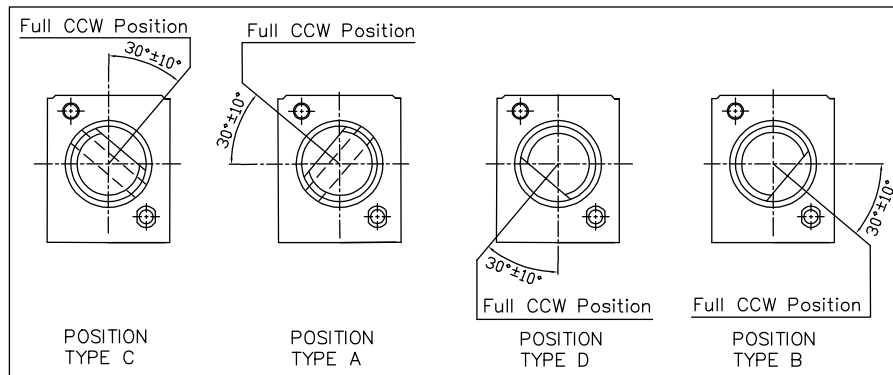 Full CCW Position
30°±10°
POSITION
TYPE C
Full CCW Position
30°±10°
POSITION
TYPE A
30°±10°
Full CCW Position
POSITION
TYPE D
30°±10°
Full CCW Position
POSITION
TYPE B